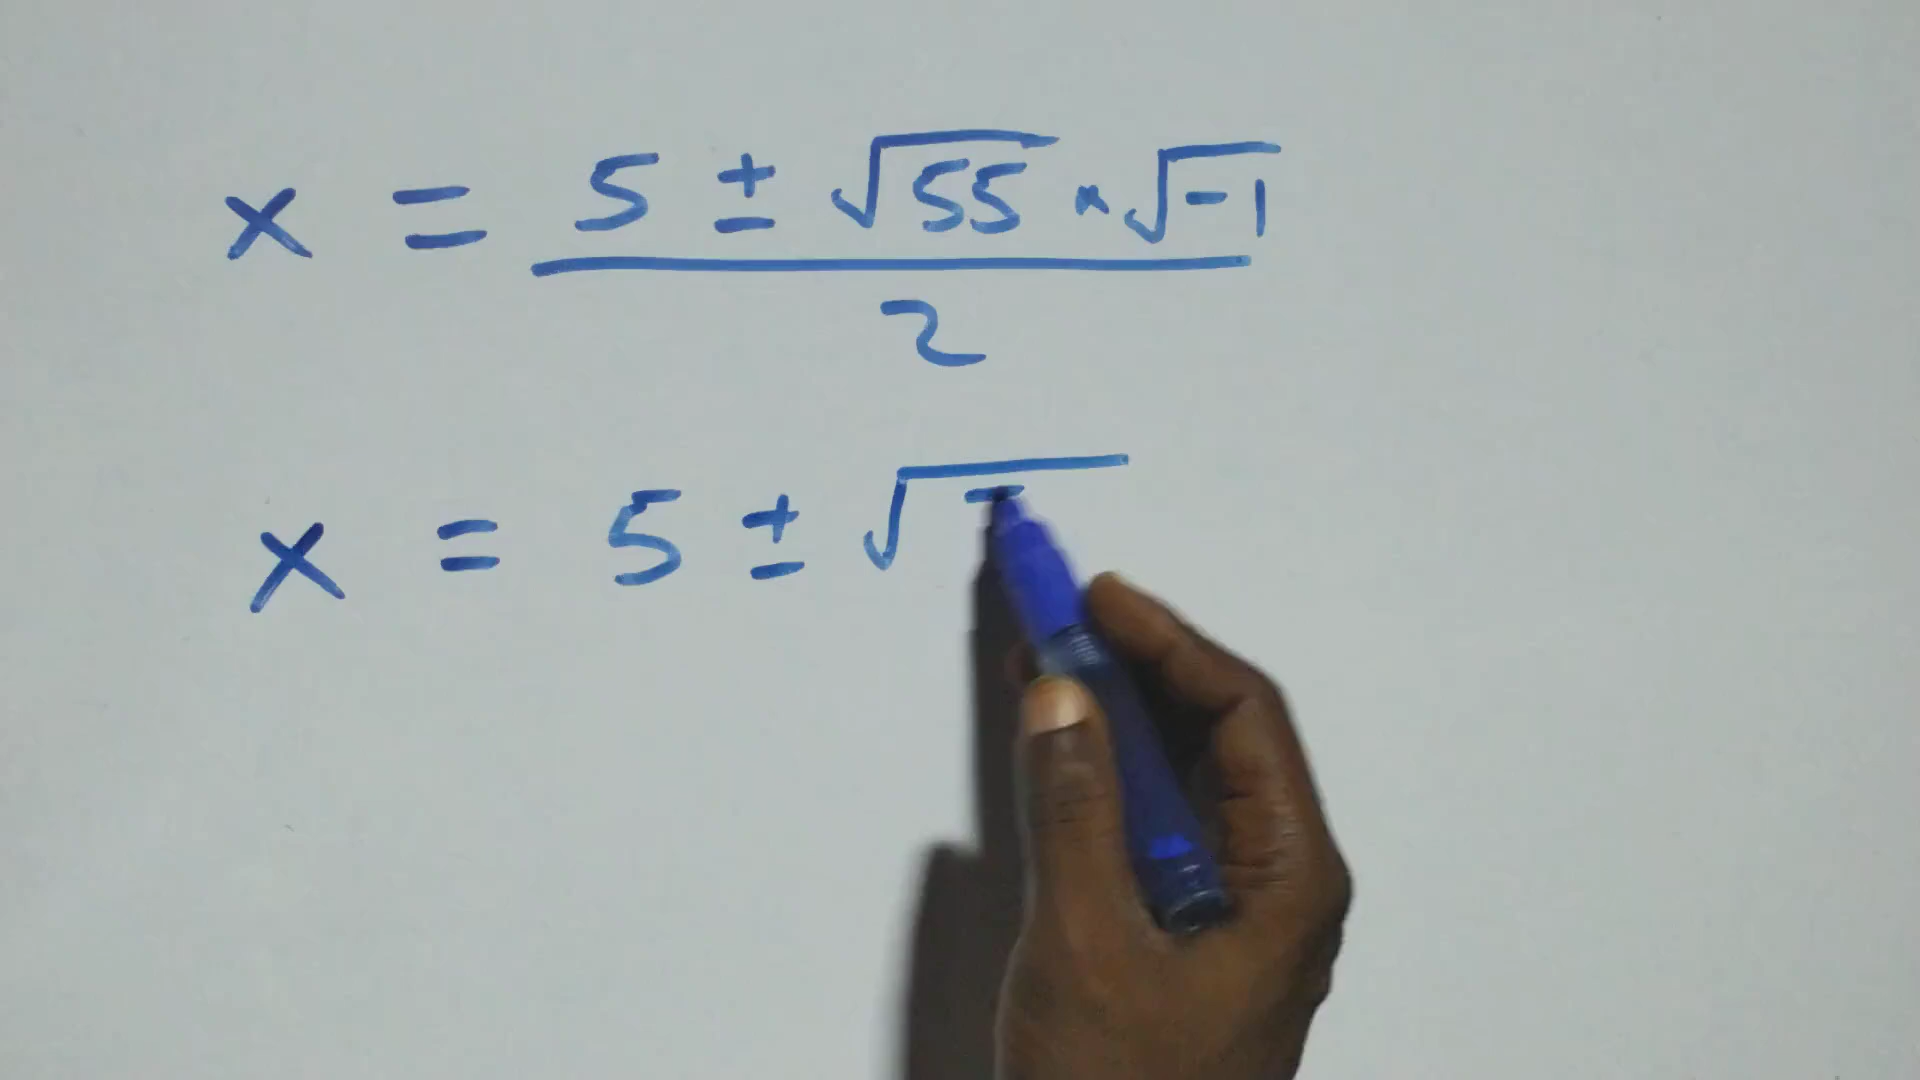 x = 5 ± √55 × √-1
2
x = 5 ± √